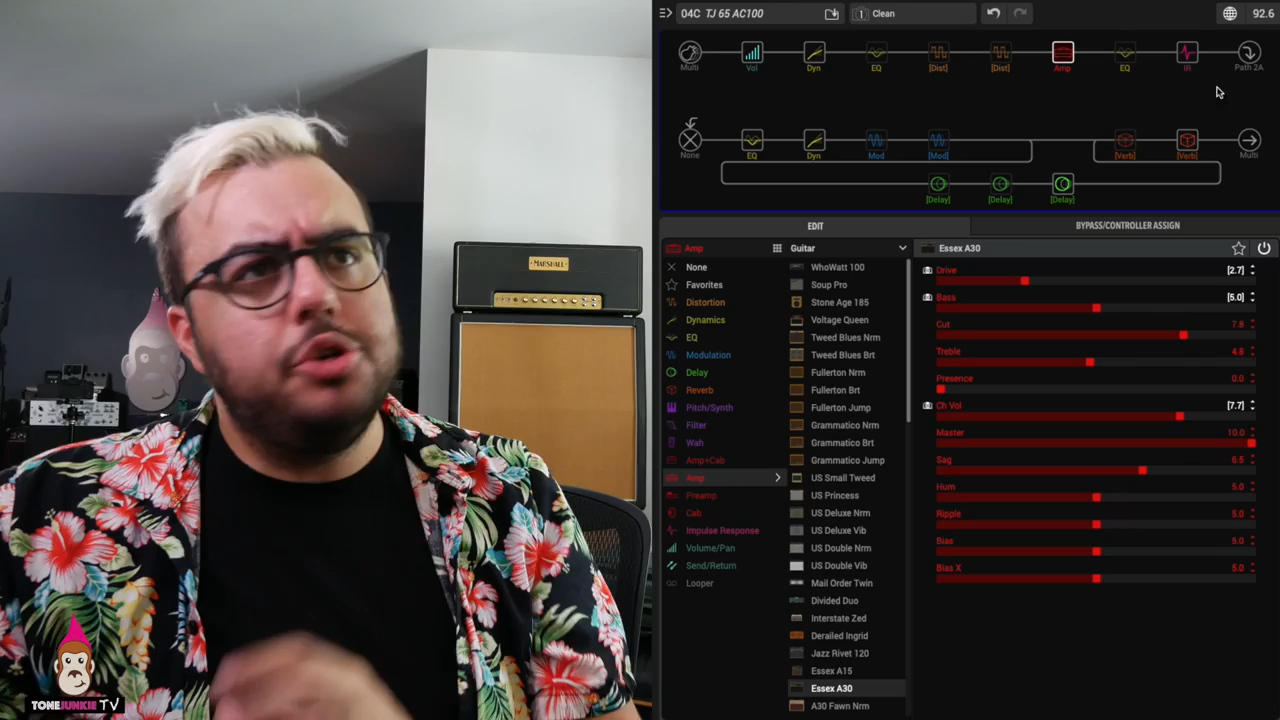 04C TJ 65 AC100
1 Clean
92.6
Multi Vol Dyn EQ [Dist] [Dist] Amp EQ IR Path 2A
None EQ Dyn Mod [Mod] [Verb] [Verb] Multi
[Delay] [Delay] [Delay]
EDIT
BYPASS/CONTROLLER ASSIGN
Amp
None
Favorites
Distortion
Dynamics
EQ
Modulation
Delay
Reverb
Pitch/Synth
Filter
Wah
Amp+Cab
Amp
Preamp
Cab
Impulse Response
Volume/Pan
Send/Return
Looper
Guitar
WhoWatt 100
Soup Pro
Stone Age 185
Voltage Queen
Tweed Blues Nrm
Tweed Blues Brt
Fullerton Nrm
Fullerton Brt
Fullerton Jump
Grammatico Nrm
Grammatico Brt
Grammatico Jump
US Small Tweed
US Princess
US Deluxe Nrm
US Deluxe Vib
US Double Nrm
US Double Vib
Mail Order Twin
Divided Duo
Interstate Zed
Derailed Ingrid
Jazz Rivet 120
Essex A15
Essex A30
A30 Fawn Nrm
Essex A30
Drive [2.7]
Bass [5.0]
Cut 7.8
Treble 4.8
Presence 0.0
Ch Vol [7.7]
Master 10.0
Sag 6.5
Hum 5.0
Ripple 5.0
Bias 5.0
Bias X 5.0
MARSHALL
TONEJUNKIE TV